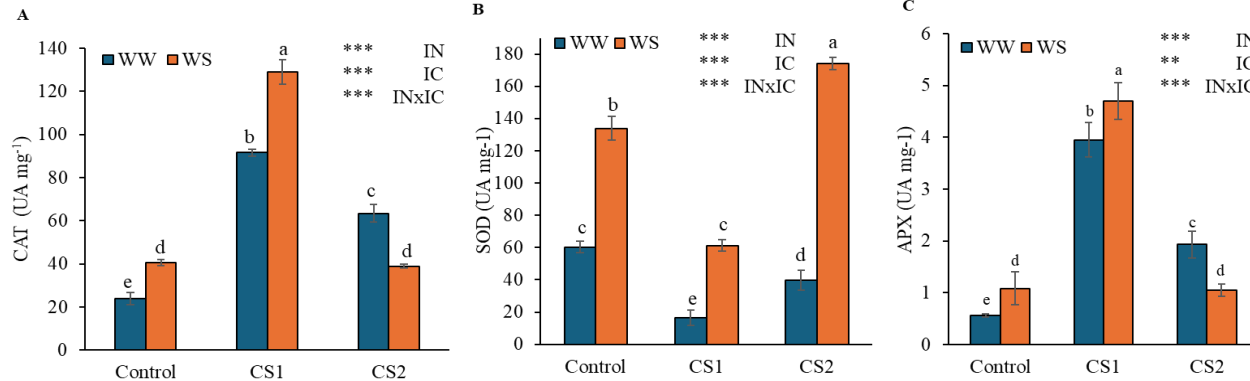 A
WW WS
*** IN
*** IC
*** INxIC
CAT (UA mg-1)
140
120
100
80
60
40
20
0
e
d
b
a
c
d
Control CS1 CS2
B
WW WS
*** IN
*** IC
*** INxIC
SOD (UA mg-1)
180
160
140
120
100
80
60
40
20
0
c
b
e
c
d
a
Control CS1 CS2
C
WW WS
*** IN
** IC
*** INxIC
APX (UA mg-1)
6
5
4
3
2
1
0
e
d
b
a
c
d
Control CS1 CS2